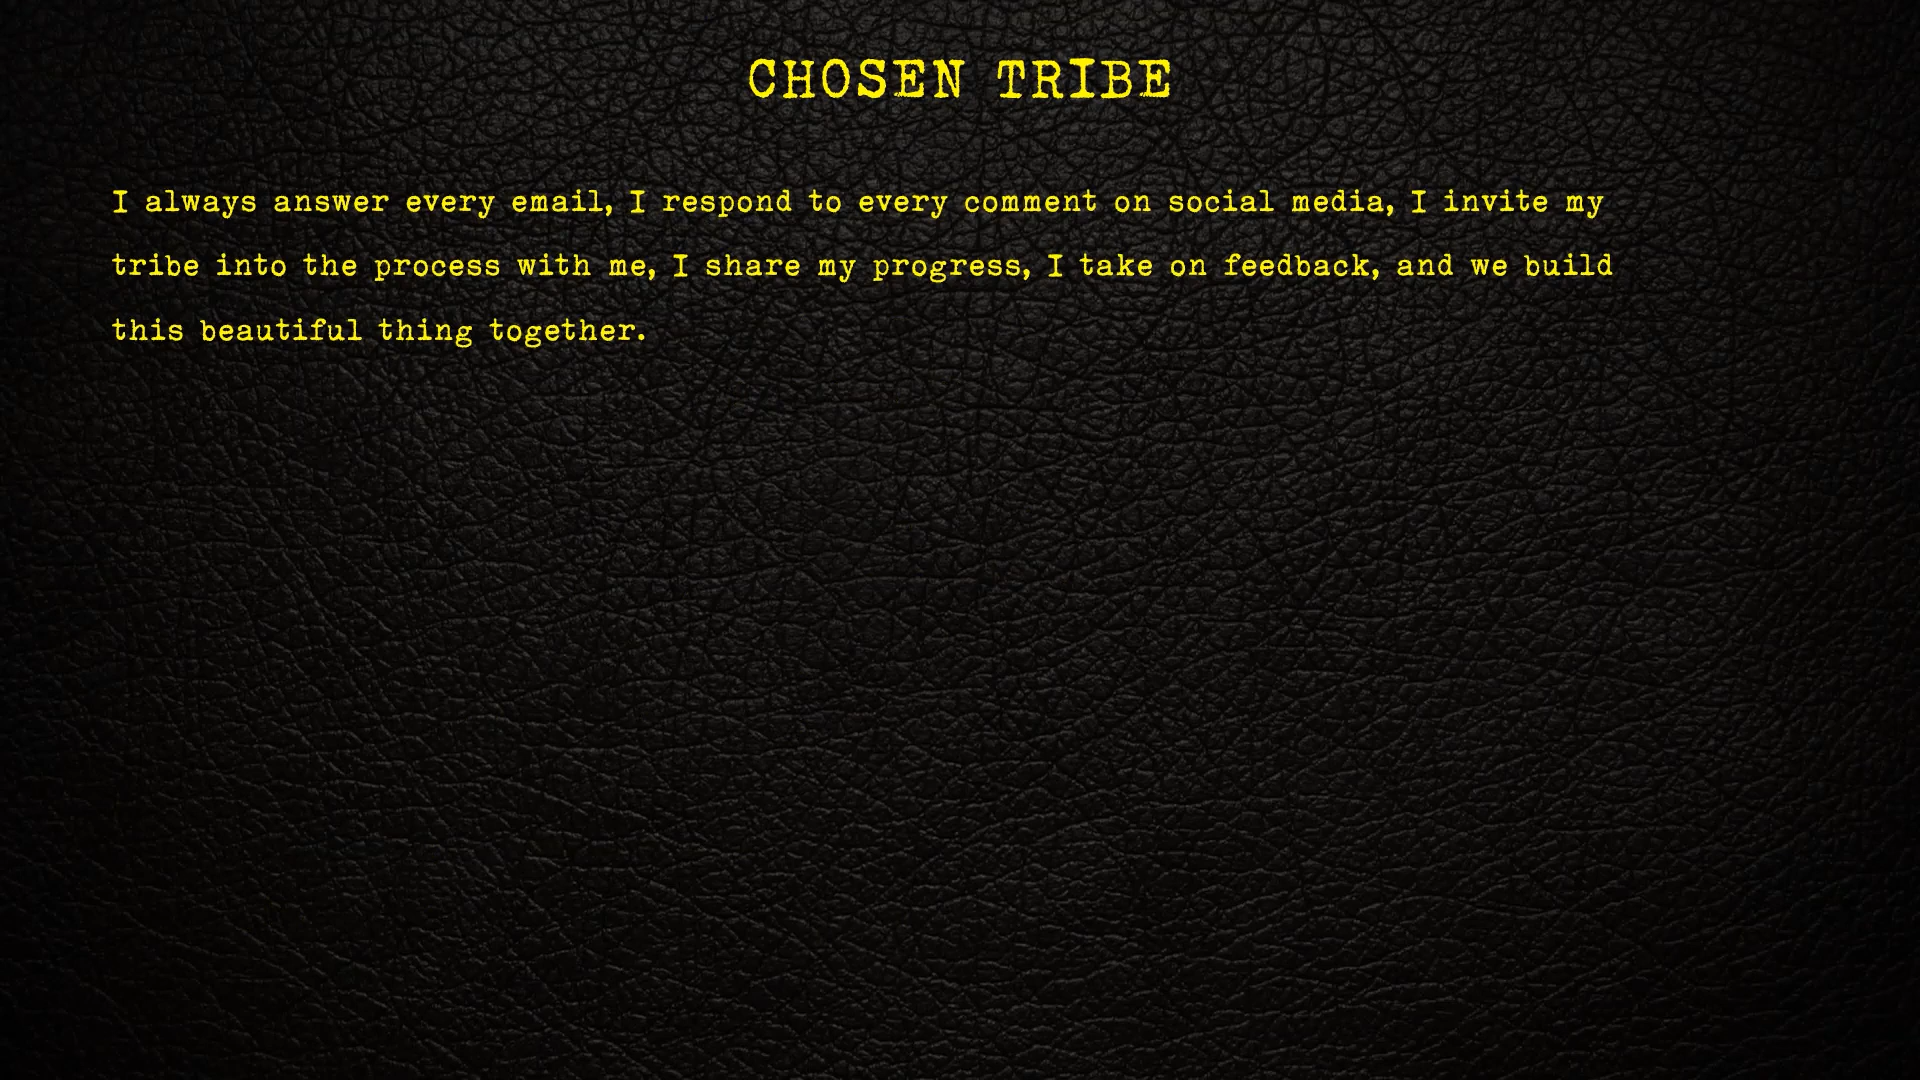 CHOSEN TRIBE
I always answer every email, I respond to every comment on social media, I invite my
tribe into the process with me, I share my progress, I take on feedback, and we build
this beautiful thing together.